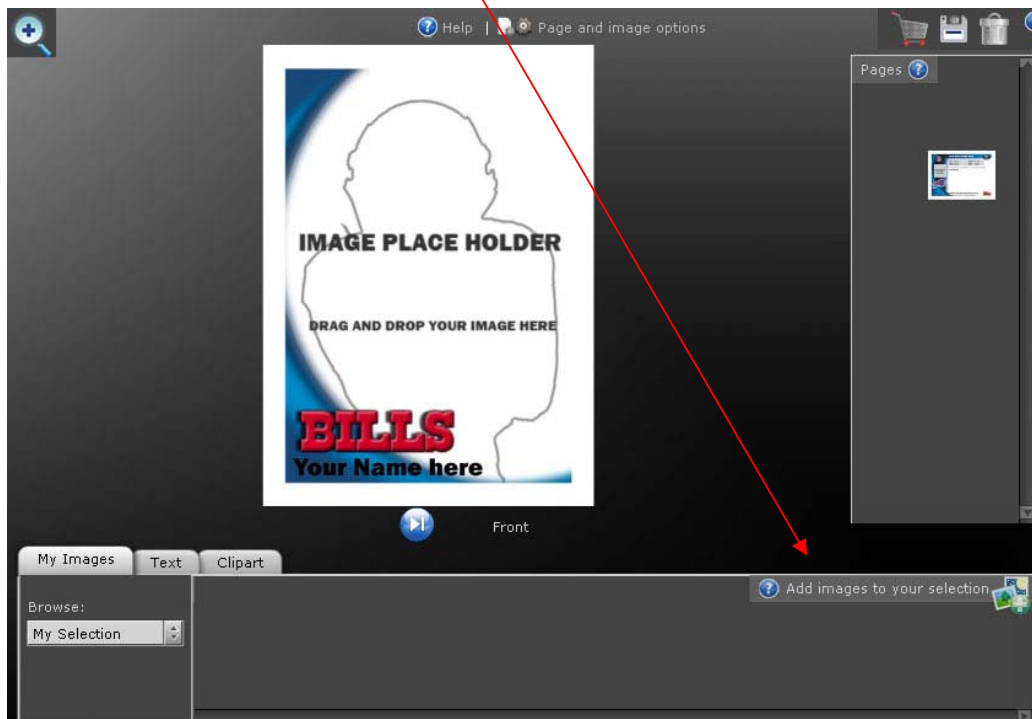 Help | Page and image options
Pages
IMAGE PLACE HOLDER
DRAG AND DROP YOUR IMAGE HERE
BILLS
Your Name here
Front
My Images Text Clipart
Add images to your selection
Browse:
My Selection